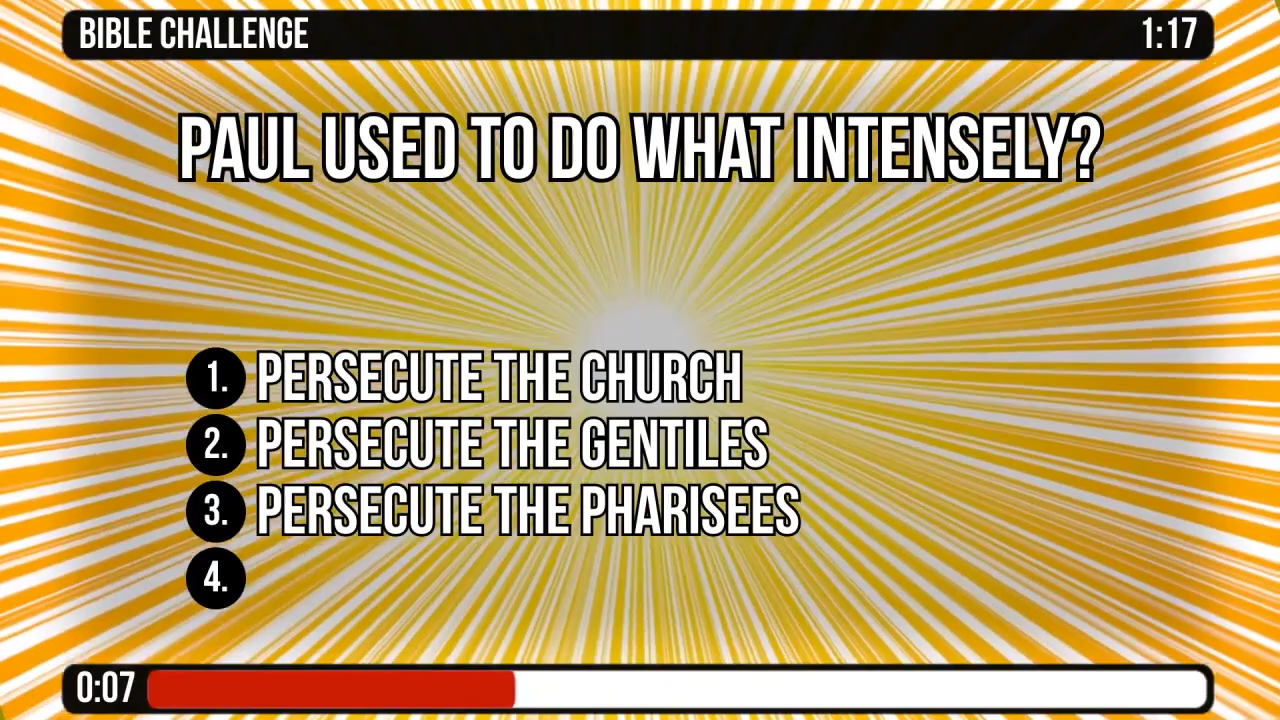 BIBLE CHALLENGE 1:17
PAUL USED TO DO WHAT INTENSELY?
1. PERSECUTE THE CHURCH
2. PERSECUTE THE GENTILES
3. PERSECUTE THE PHARISEES
4.
0:07